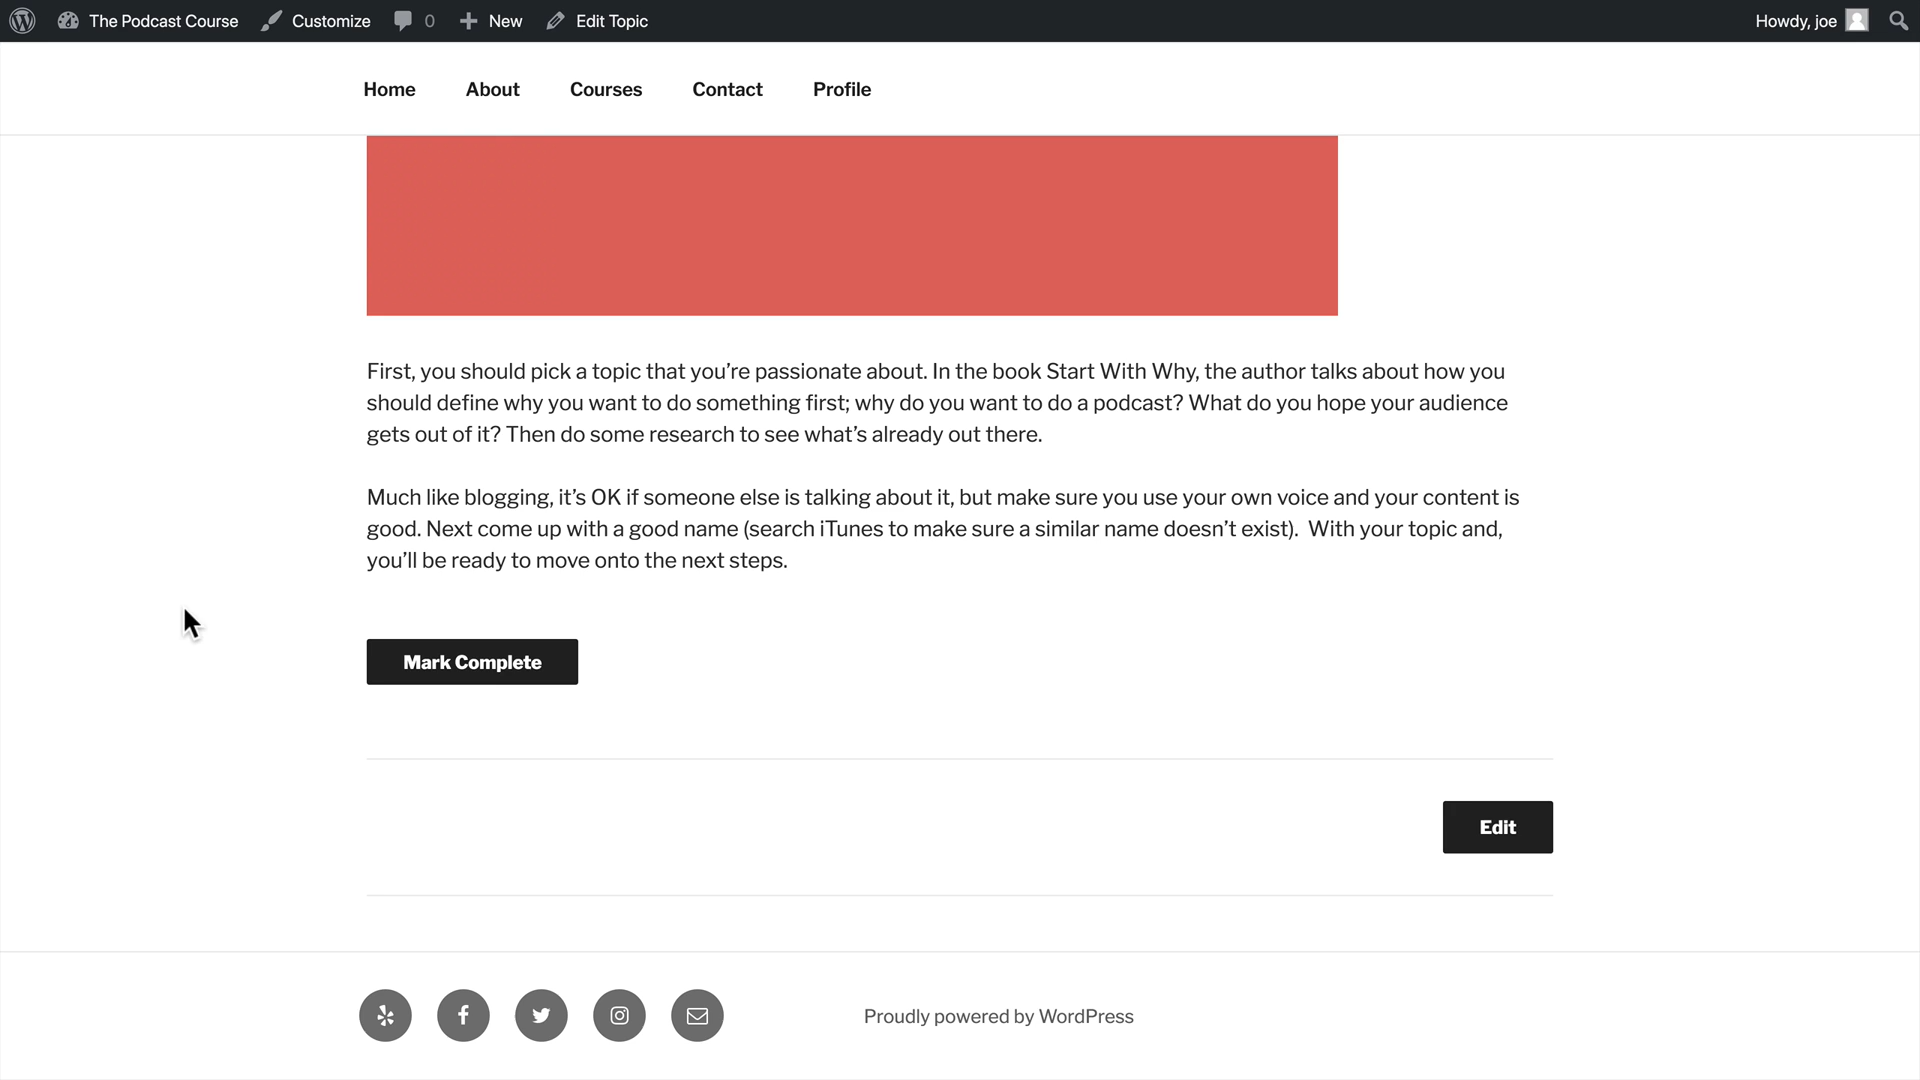 The Podcast Course Customize 0 New Edit Topic Howdy, joe
Home About Courses Contact Profile
First, you should pick a topic that you’re passionate about. In the book Start With Why, the author talks about how you
should define why you want to do something first; why do you want to do a podcast? What do you hope your audience
gets out of it? Then do some research to see what’s already out there.
Much like blogging, it’s OK if someone else is talking about it, but make sure you use your own voice and your content is
good. Next come up with a good name (search iTunes to make sure a similar name doesn’t exist).  With your topic and,
you’ll be ready to move onto the next steps.
Mark Complete
Edit
Proudly powered by WordPress